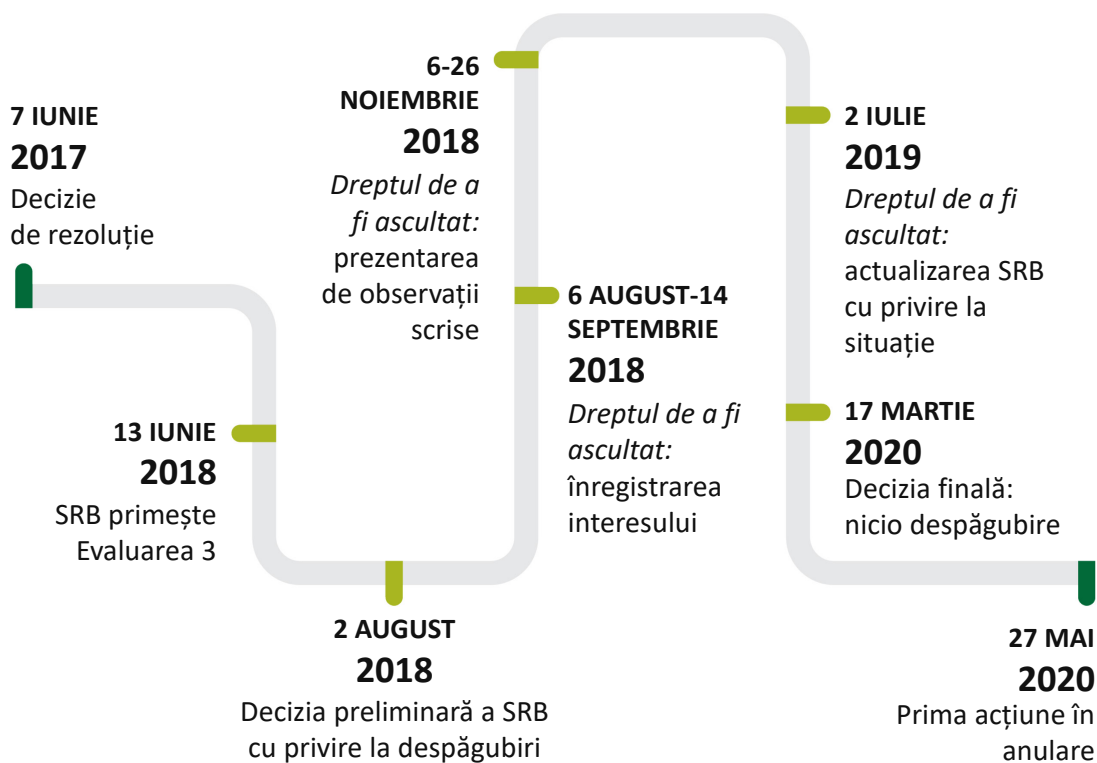 7 IUNIE
2017
Decizie
de rezoluție
13 IUNIE
2018
SRB primește
Evaluarea 3
2 AUGUST
2018
Decizia preliminară a SRB
cu privire la despăgubiri
6 AUGUST-14
SEPTEMBRIE
2018
Dreptul de a fi
ascultat:
înregistrarea
interesului
6-26
NOIEMBRIE
2018
Dreptul de a
fi ascultat:
prezentarea
de observații
scrise
2 IULIE
2019
Dreptul de a fi
ascultat:
actualizarea SRB
cu privire la
situație
17 MARTIE
2020
Decizia finală:
nicio despăgubire
27 MAI
2020
Prima acțiune în
anulare